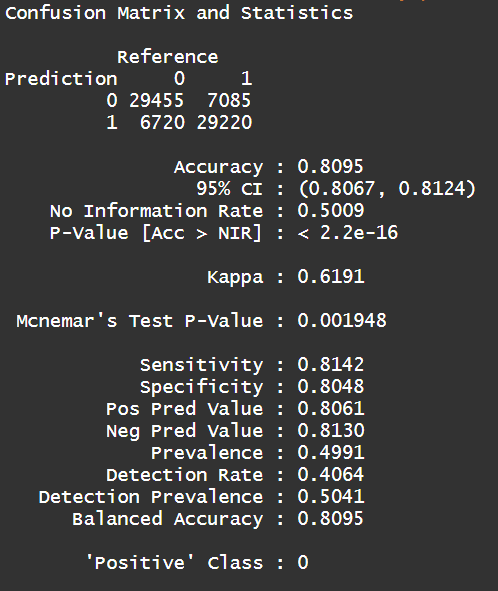 Confusion Matrix and Statistics
Reference
Prediction 0 1
0 29455 7085
1 6720 29220
Accuracy : 0.8095
95% CI : (0.8067, 0.8124)
No Information Rate : 0.5009
P-Value [Acc > NIR] : < 2.2e-16
Kappa : 0.6191
Mcnemar's Test P-Value : 0.001948
Sensitivity : 0.8142
Specificity : 0.8048
Pos Pred Value : 0.8061
Neg Pred Value : 0.8130
Prevalence : 0.4991
Detection Rate : 0.4064
Detection Prevalence : 0.5041
Balanced Accuracy : 0.8095
'Positive' Class : 0